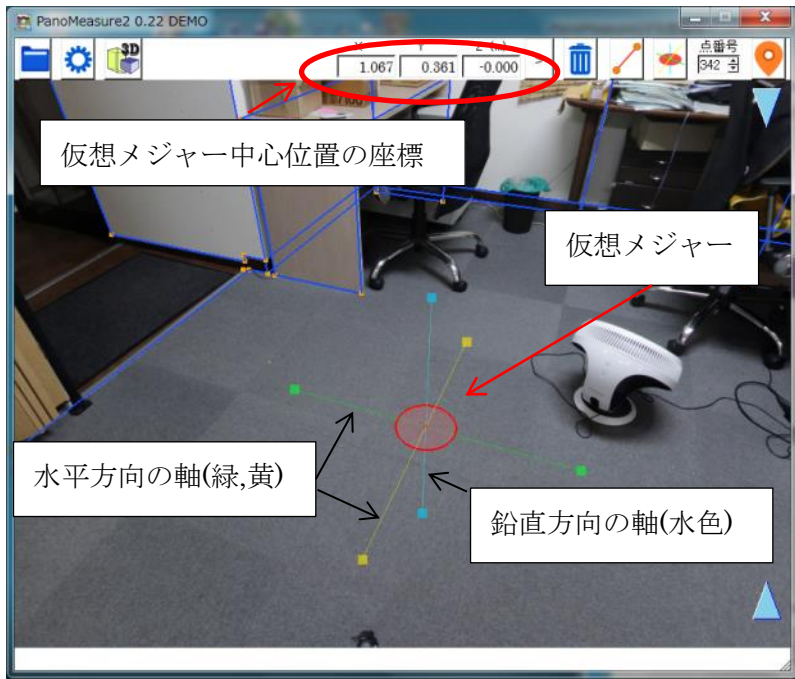 PanoMeasure2 0.22 DEMO
3D
点番号
1.067 0.361 -0.000
342
仮想メジャー中心位置の座標
仮想メジャー
水平方向の軸(緑,黄)
鉛直方向の軸(水色)